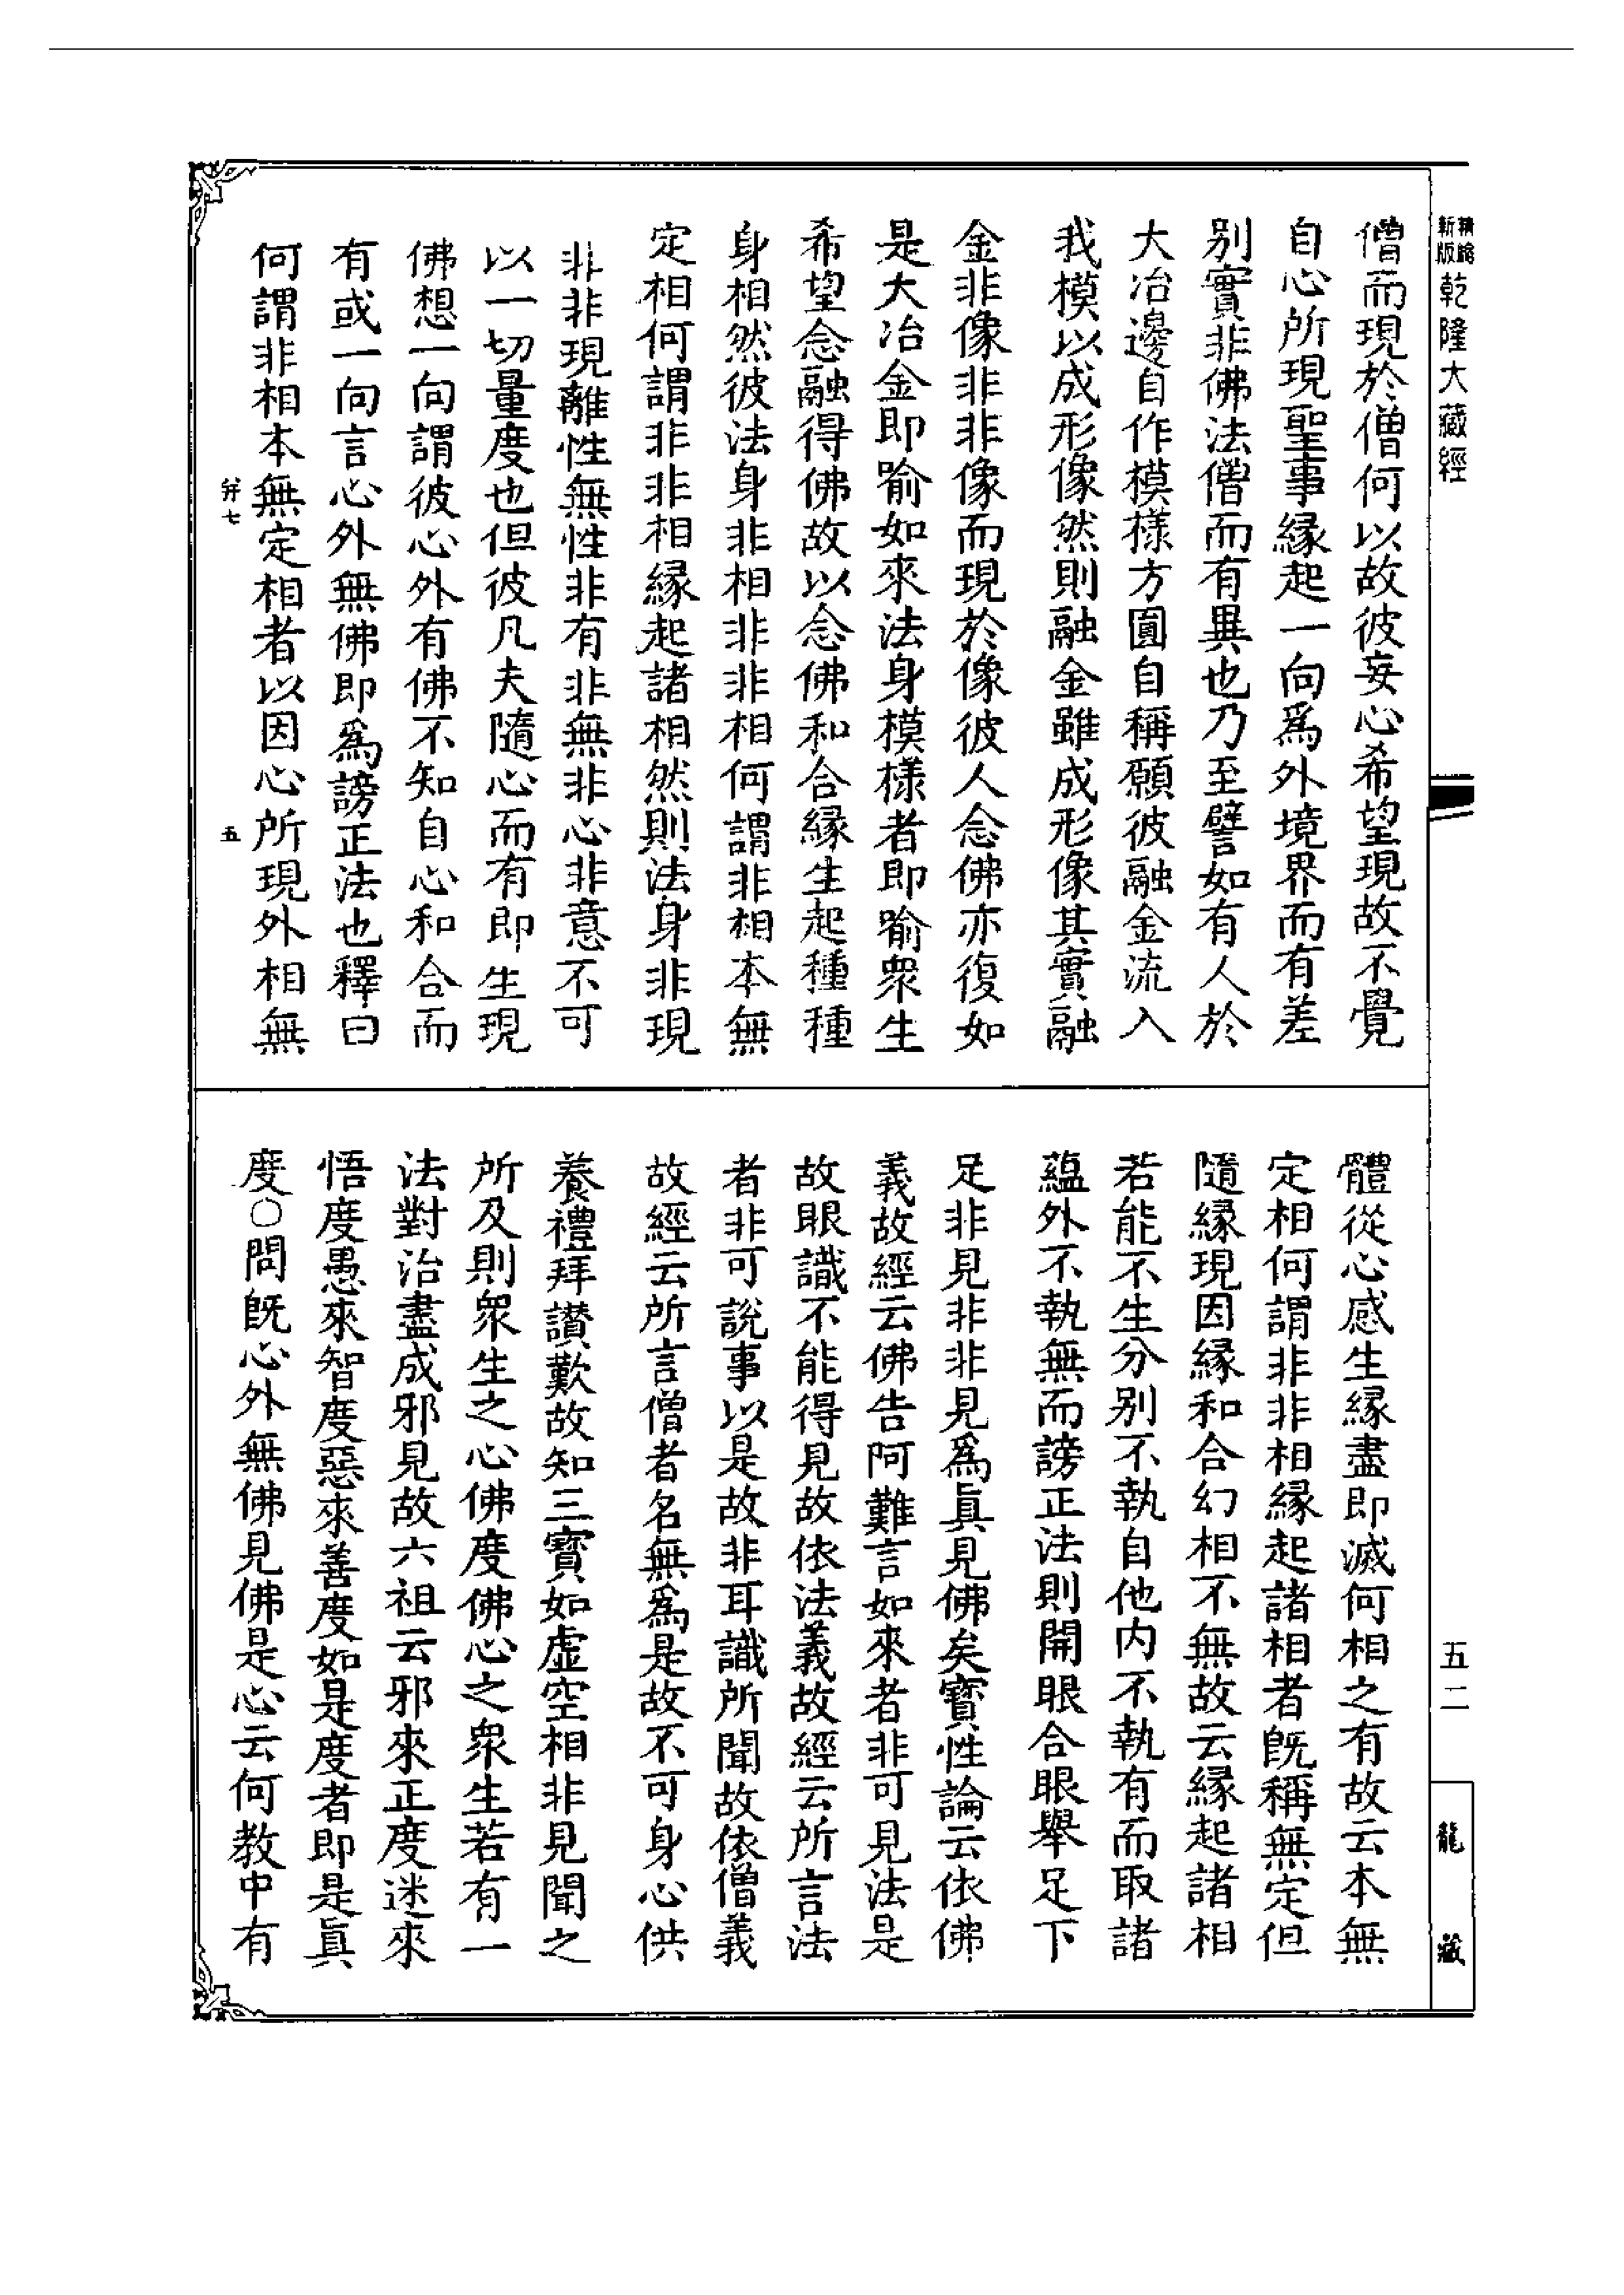 精縮新版乾隆大藏經
僧而現於僧何以故彼妄心希望現故不覺
自心所現聖事縁起一向爲外境界而有差
別實非佛法僧而有異也乃至譬如有人於
大冶邊自作模樣方圓自稱願彼融金流入
我模以成形像然則融金雖成形像其實融
金非像非非像而現於像彼人念佛亦復如
是大冶金即喻如來法身模樣者即喻衆生
希望念融得佛故以念佛和合縁生起種種
身相然彼法身非相非非相何謂非相本無
定相何謂非非相縁起諸相然則法身非現
非非現離性無性非有非無非心非意不可
以一切量度也但彼凡夫隨心而有即生現
佛想一向謂彼心外有佛不知自心和合而
有或一向言心外無佛即爲謗正法也釋曰
何謂非相本無定相者以因心所現外相無
弁七 五
體從心感生縁盡即滅何相之有故云本無
定相何謂非非相縁起諸相者旣稱無定但
隨縁現因縁和合幻相不無故云縁起諸相
若能不生分別不執自他內不執有而取諸
蘊外不執無而謗正法則開眼合眼舉足下
足非見非非見爲眞見佛矣寶性論云依佛
義故經云佛告阿難言如來者非可見法是
故眼識不能得見故依法義故經云所言法
者非可說事以是故非耳識所聞故依僧義
故經云所言僧者名無爲是故不可身心供
養禮拜讃歎故知三寳如虚空相非見聞之
所及則衆生之心佛度佛心之衆生若有一
法對治盡成邪見故六祖云邪來正度迷來
悟度愚來智度惡來善度如是度者即是眞
度○問旣心外無佛見佛是心云何教中有
五二
龍藏